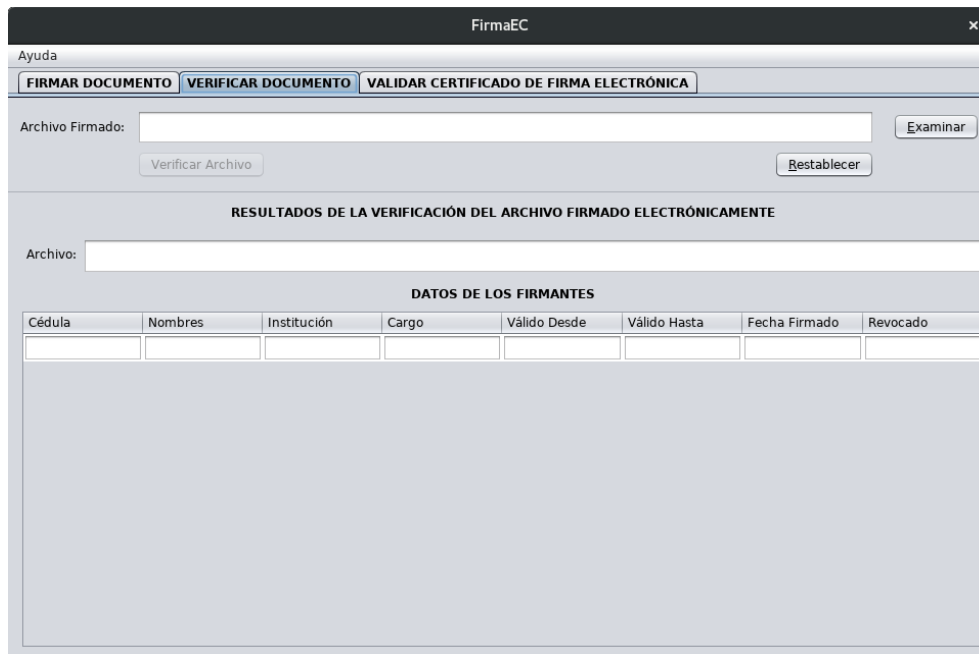 FirmaEC
Ayuda
FIRMAR DOCUMENTO VERIFICAR DOCUMENTO VALIDAR CERTIFICADO DE FIRMA ELECTRÓNICA
Archivo Firmado: Examinar
Verificar Archivo Restablecer
RESULTADOS DE LA VERIFICACIÓN DEL ARCHIVO FIRMADO ELECTRÓNICAMENTE
Archivo:
DATOS DE LOS FIRMANTES
Cédula Nombres Institución Cargo Válido Desde Válido Hasta Fecha Firmado Revocado